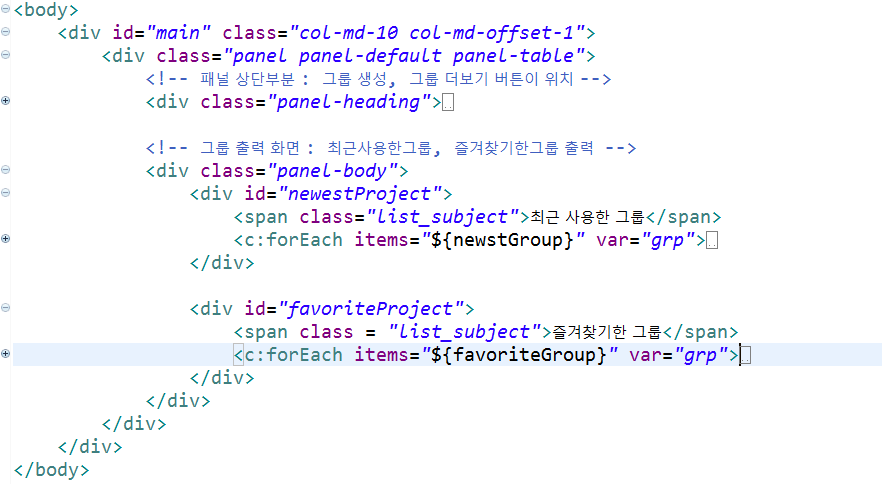 <body>
<div id="main" class="col-md-10 col-md-offset-1">
<div class="panel panel-default panel-table">
<!-- 패널 상단부분 : 그룹 생성, 그룹 더보기 버튼이 위치 -->
<div class="panel-heading">..
<!-- 그룹 출력 화면 : 최근사용한그룹, 즐겨찾기한그룹 출력 -->
<div class="panel-body">
<div id="newestProject">
<span class="list_subject">최근 사용한 그룹</span>
<c:forEach items="${newstGroup}" var="grp">..
</div>
<div id="favoriteProject">
<span class = "list_subject">즐겨찾기한 그룹</span>
<c:forEach items="${favoriteGroup}" var="grp">..
</div>
</div>
</div>
</div>
</body>